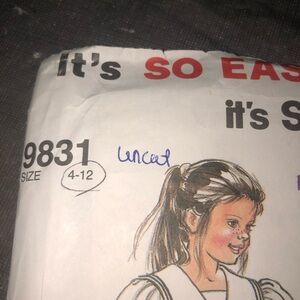 it's SO EAS
it's S
9831
uncut
SIZE 4-12